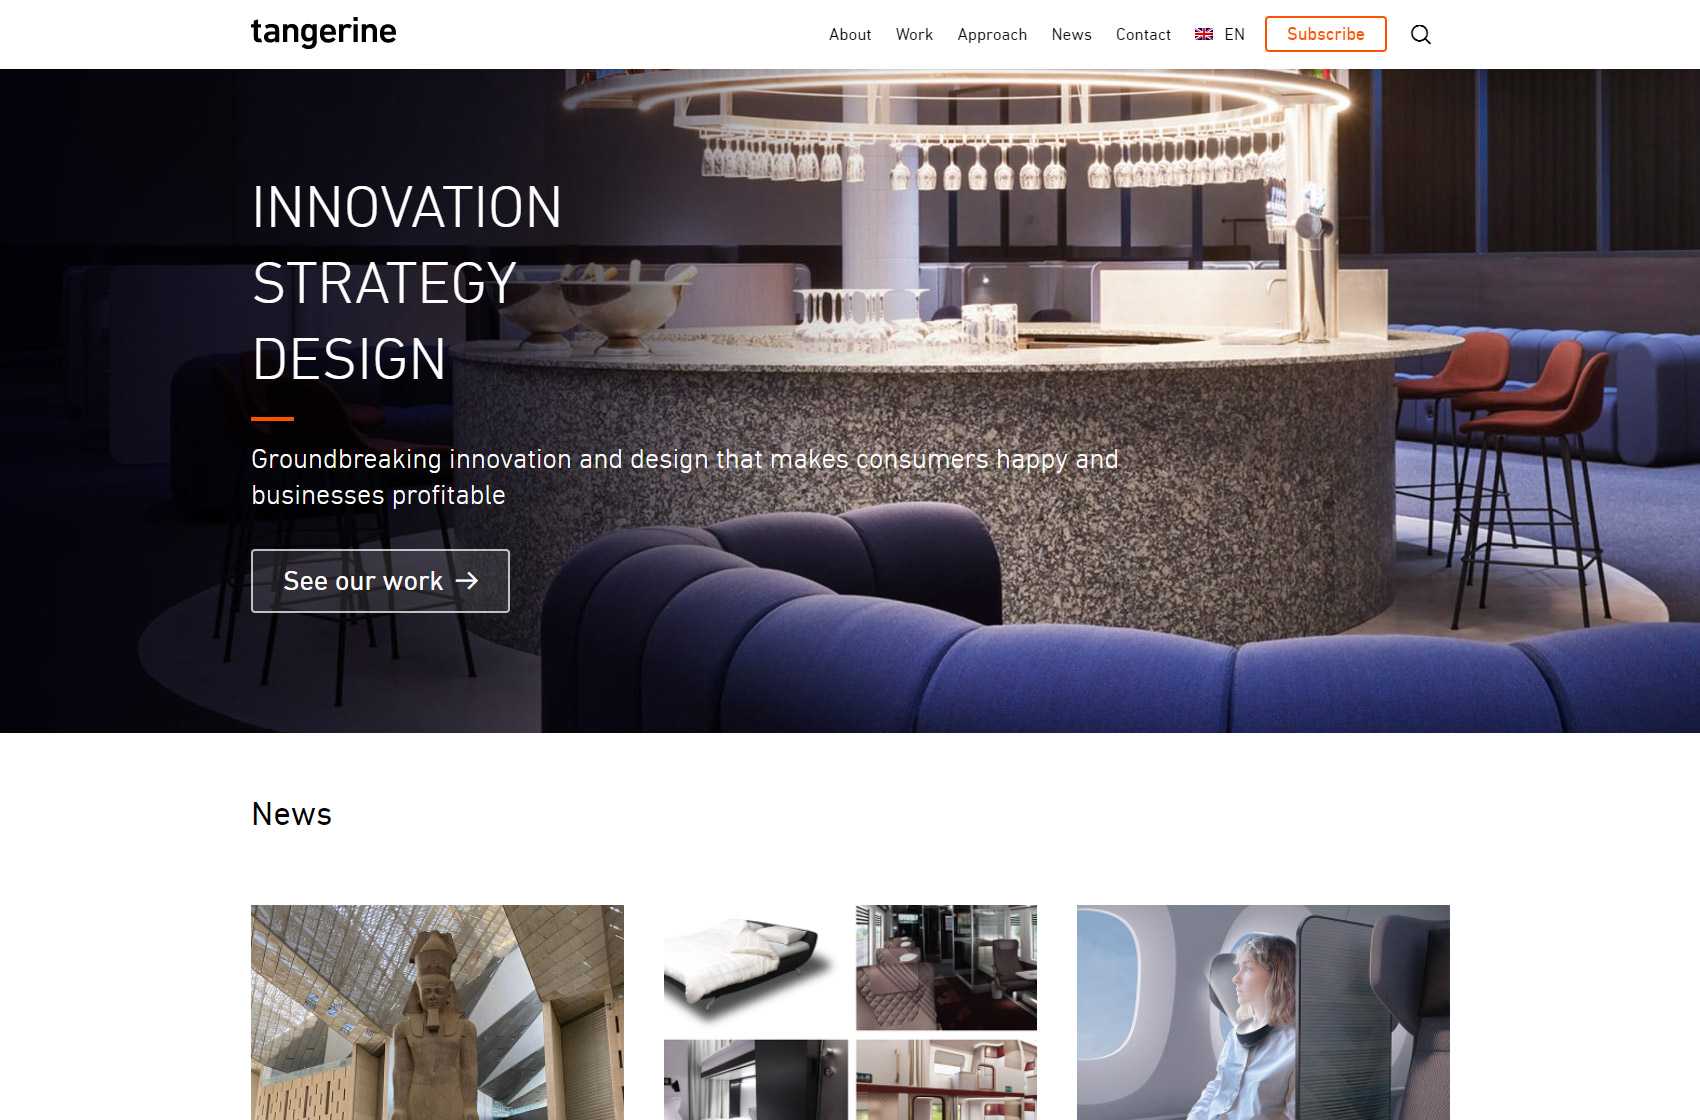 tangerine
About
Work
Approach
News
Contact
EN
Subscribe
INNOVATION
STRATEGY
DESIGN
Groundbreaking innovation and design that makes consumers happy and
businesses profitable
See our work →
News